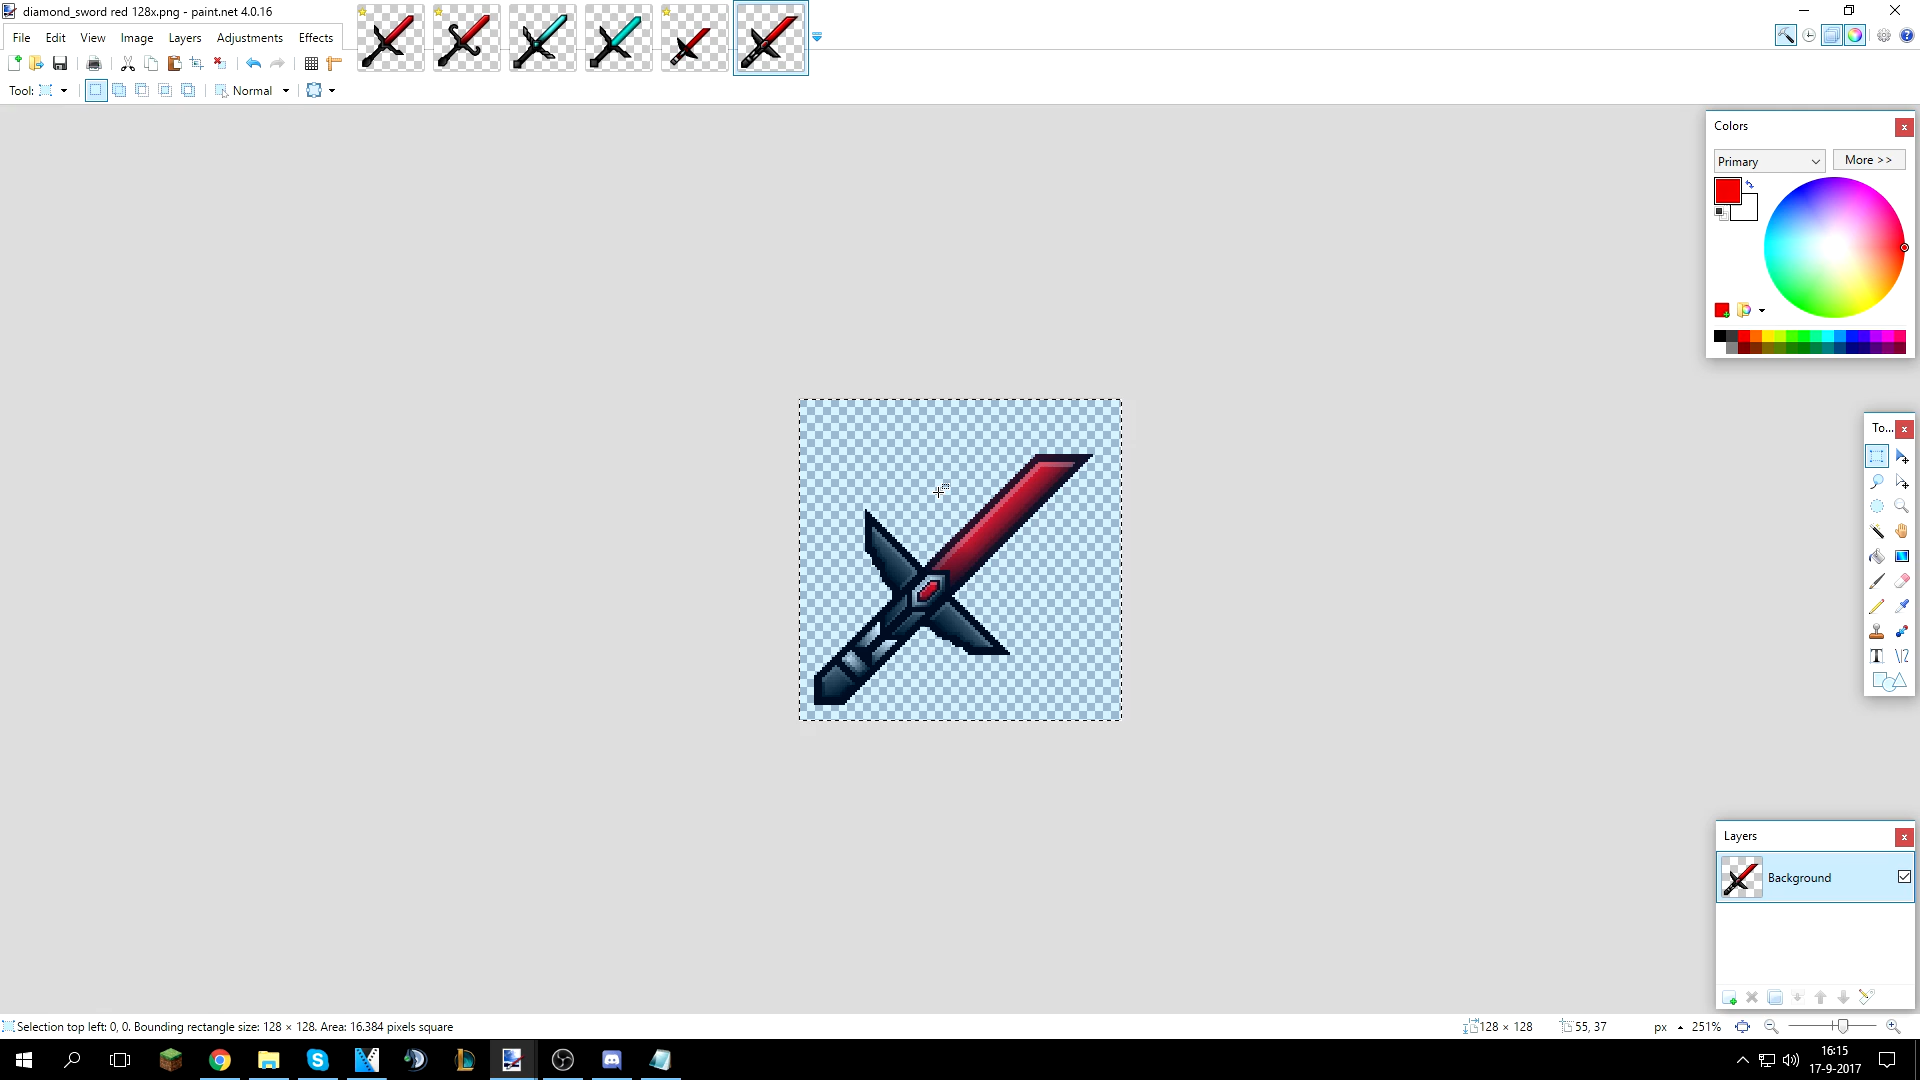 diamond_sword red 128x.png - paint.net 4.0.16
File Edit View Image Layers Adjustments Effects
Tool: Normal
Colors
Primary More >>
To...
Layers
Background
Selection top left: 0, 0. Bounding rectangle size: 128 × 128. Area: 16.384 pixels square
128 × 128 55, 37 px 251%
16:15
17-9-2017